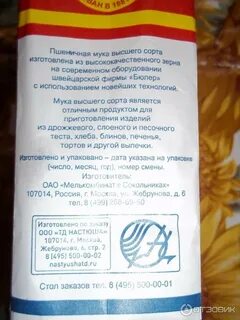 ВАН В 188
Пшеничная мука высшего сорта
изготовлена из высококачественного зерна
на современном оборудовании
швейцарской фирмы «Бюлер»
с использованием новейших технологий.
Мука высшего сорта является
отличным продуктом для
приготовления изделий
из дрожжевого, слоеного и песочного
теста, хлеба, блинов, печенья,
тортов и другой выпечки.
Изготовлено и упаковано – дата указана на упаковке
(число, месяц, год), номер смены.
Изготовитель:
ОАО «Мелькомбинат в Сокольниках»
107014, Россия, г. Москва, ул. Жебрунова, д. 6
тел. 8 (499)
Изготовлено по заказу
ООО «ТД НАСТЮША»
107014, г. Москва,
Жебрунова, 6, стр. 2
8 (495) 500-00-02
nastyushatd.ru
Стол заказов тел. 8 (495) 500-00-01
ОТЗОВИК